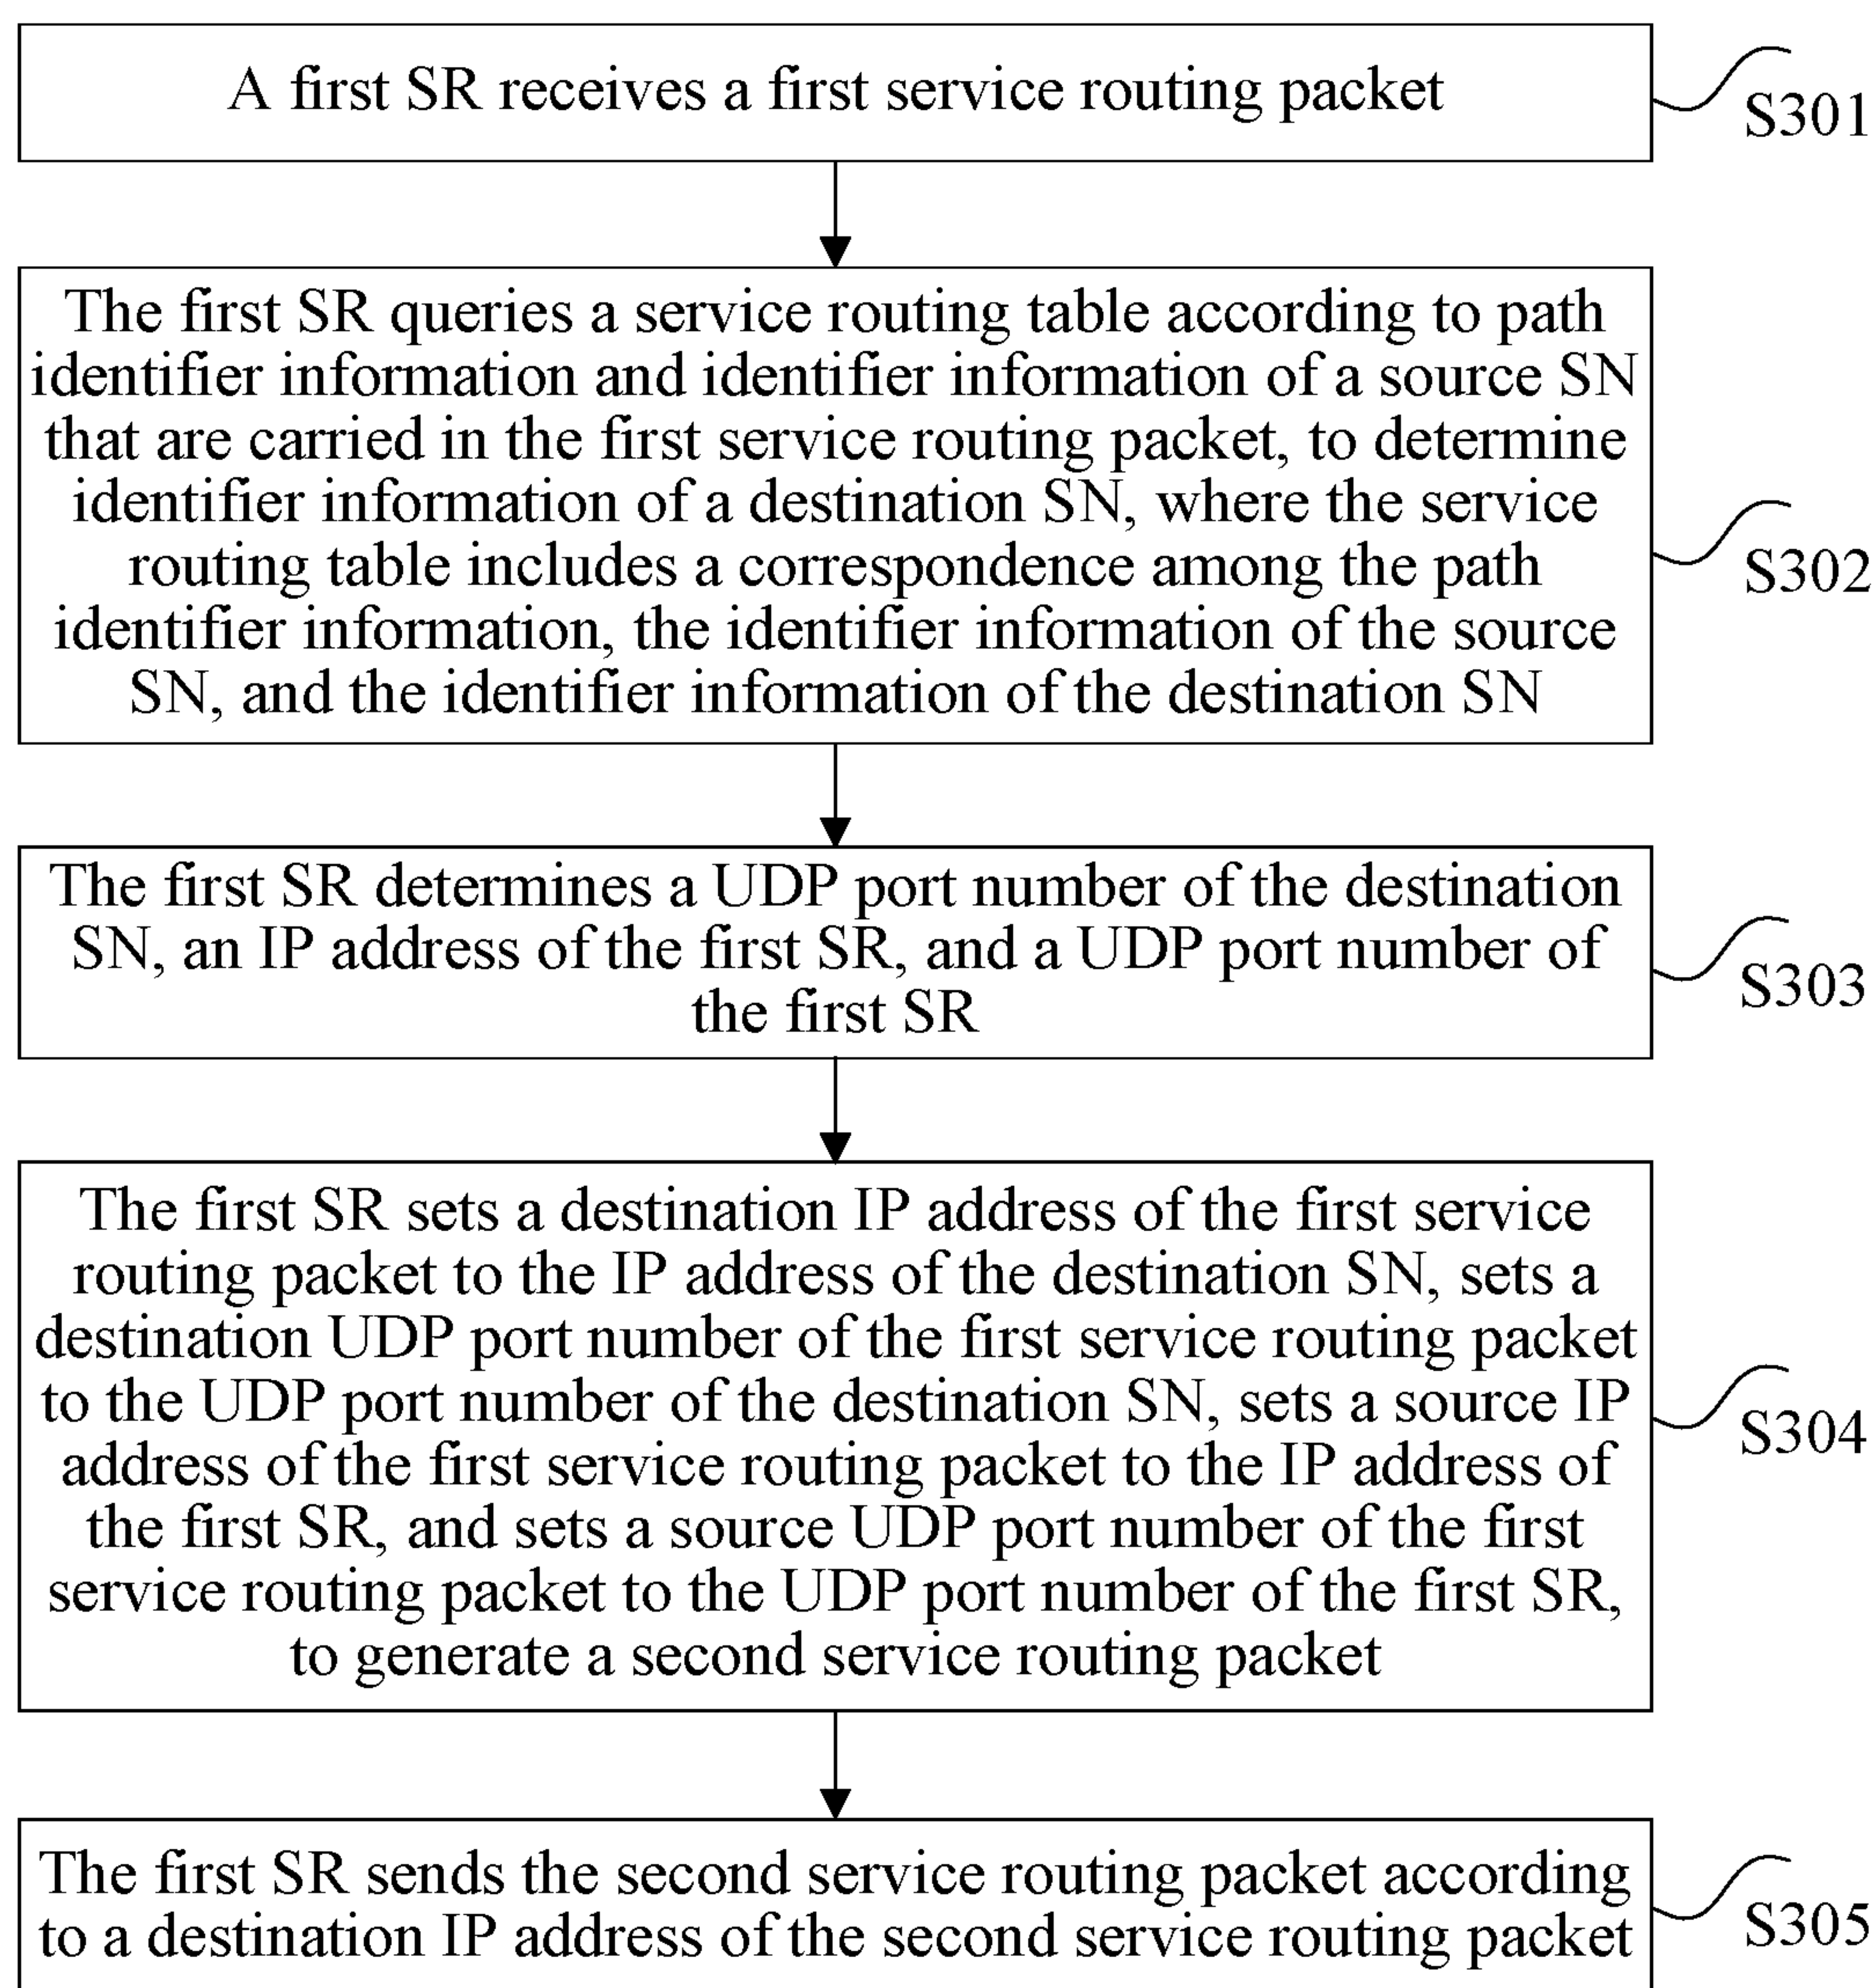 A first SR receives a first service routing packet
S301
The first SR queries a service routing table according to path
identifier information and identifier information of a source SN
that are carried in the first service routing packet, to determine
identifier information of a destination SN, where the service
routing table includes a correspondence among the path
identifier information, the identifier information of the source
SN, and the identifier information of the destination SN
S302
The first SR determines a UDP port number of the destination
SN, an IP address of the first SR, and a UDP port number of
the first SR
S303
The first SR sets a destination IP address of the first service
routing packet to the IP address of the destination SN, sets a
destination UDP port number of the first service routing packet
to the UDP port number of the destination SN, sets a source IP
address of the first service routing packet to the IP address of
the first SR, and sets a source UDP port number of the first
service routing packet to the UDP port number of the first SR,
to generate a second service routing packet
S304
The first SR sends the second service routing packet according
to a destination IP address of the second service routing packet
S305